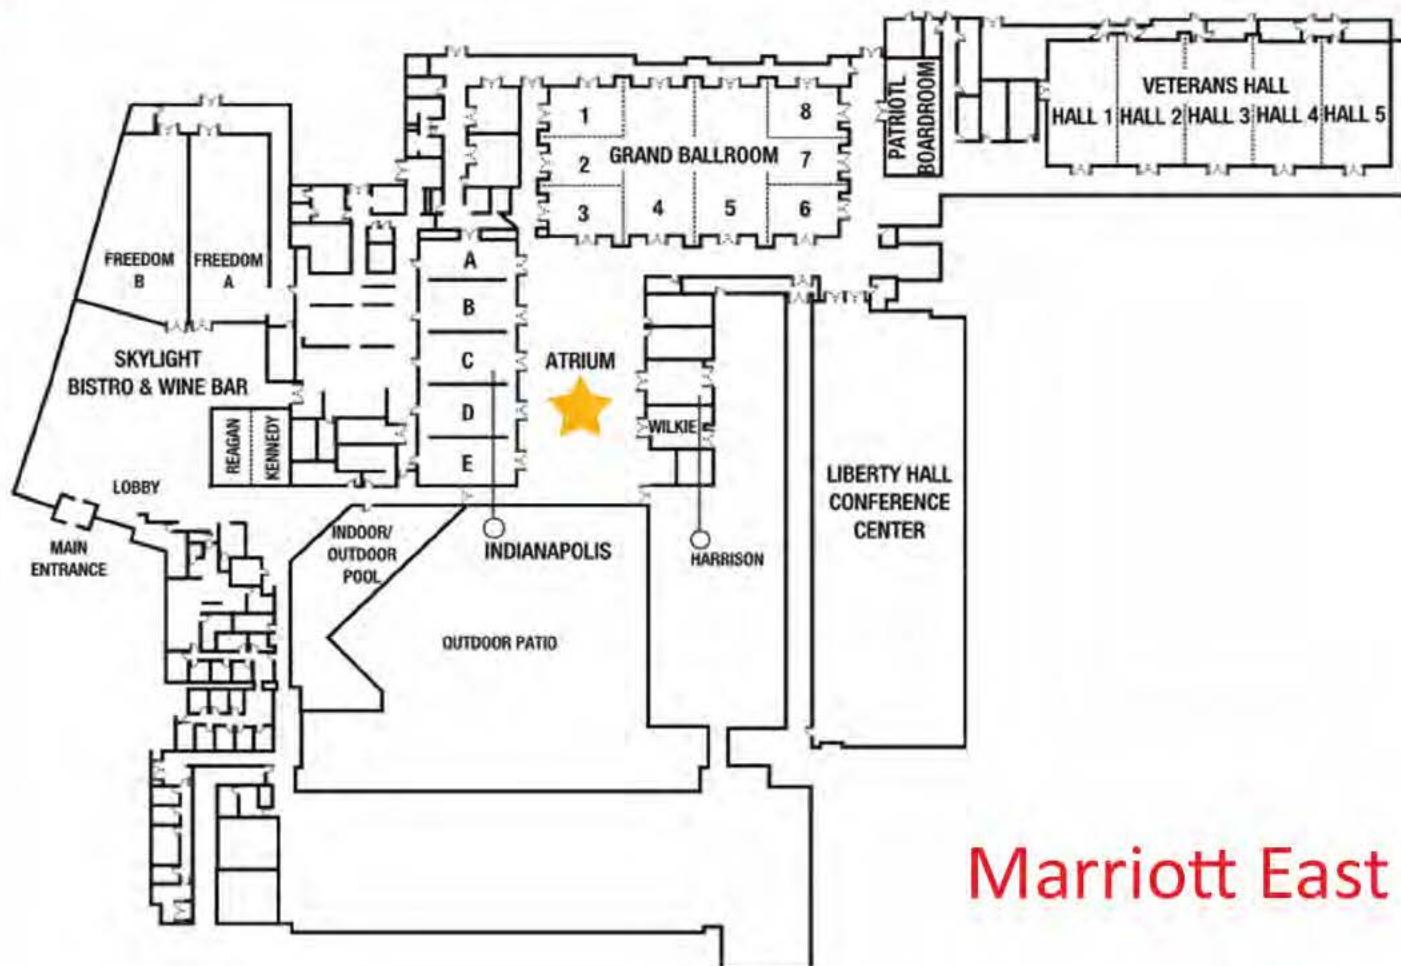 VETERANS HALL
HALL 1
HALL 2
HALL 3
HALL 4
HALL 5
PATRIOTL
BOARDROOM
1
8
GRAND BALLROOM
2
7
3
4
5
6
FREEDOM
B
FREEDOM
A
A
B
C
D
E
SKYLIGHT
BISTRO & WINE BAR
ATRIUM
REAGAN
KENNEDY
WILKIE
LOBBY
MAIN
ENTRANCE
INDOOR/
OUTDOOR
POOL
INDIANAPOLIS
HARRISON
LIBERTY HALL
CONFERENCE
CENTER
OUTDOOR PATIO
Marriott East